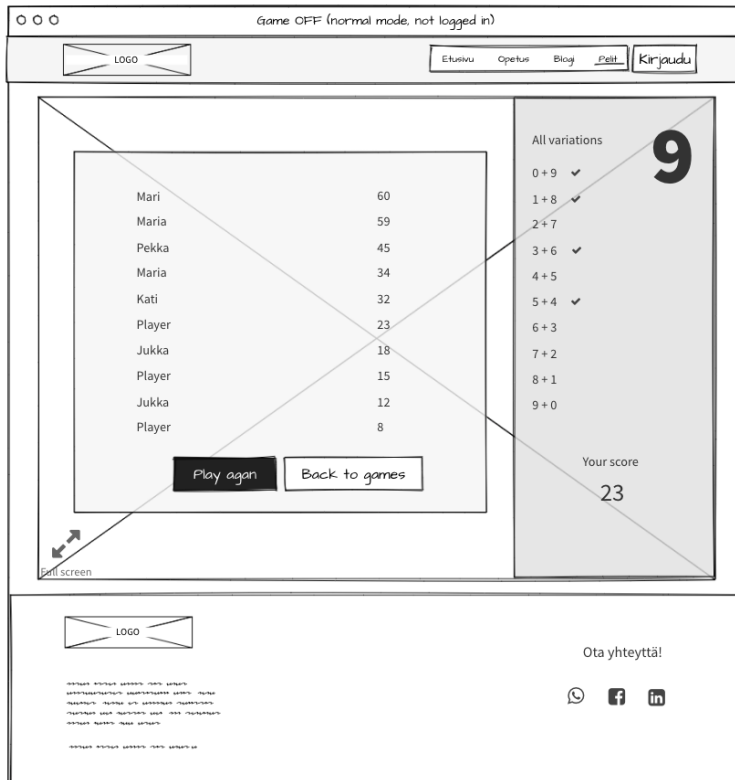 Game OFF (normal mode, not logged in)
LOGO
Etusivu Opetus Blogi Pelit Kirjaudu
All variations
9
0 + 9
1 + 8
2 + 7
3 + 6
4 + 5
5 + 4
6 + 3
7 + 2
8 + 1
9 + 0
Your score
23
Mari 60
Maria 59
Pekka 45
Maria 34
Kati 32
Player 23
Jukka 18
Player 15
Jukka 12
Player 8
Play agan
Back to games
Full screen
LOGO
Ota yhteyttä!